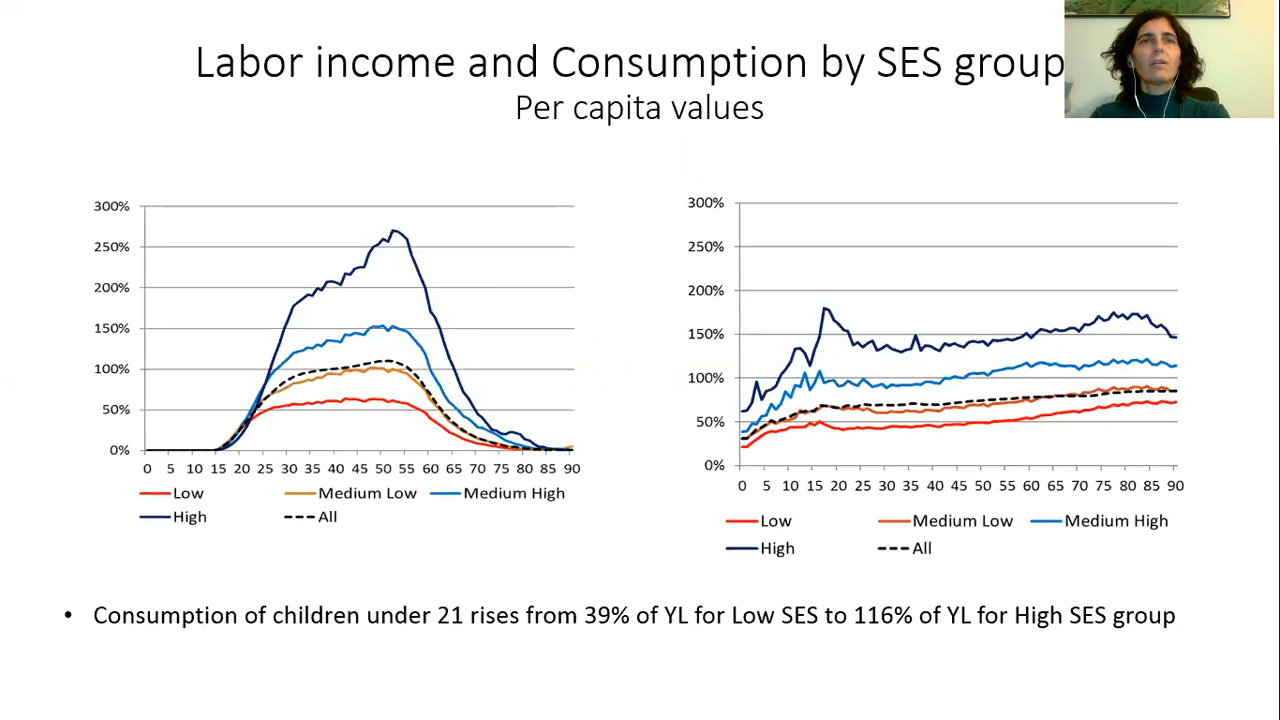 Labor income and Consumption by SES group
Per capita values
300%
250%
200%
150%
100%
50%
0%
0 5 10 15 20 25 30 35 40 45 50 55 60 65 70 75 80 85 90
Low Medium Low Medium High
High All
300%
250%
200%
150%
100%
50%
0%
0 5 10 15 20 25 30 35 40 45 50 55 60 65 70 75 80 85 90
Low Medium Low Medium High
High All
• Consumption of children under 21 rises from 39% of YL for Low SES to 116% of YL for High SES group